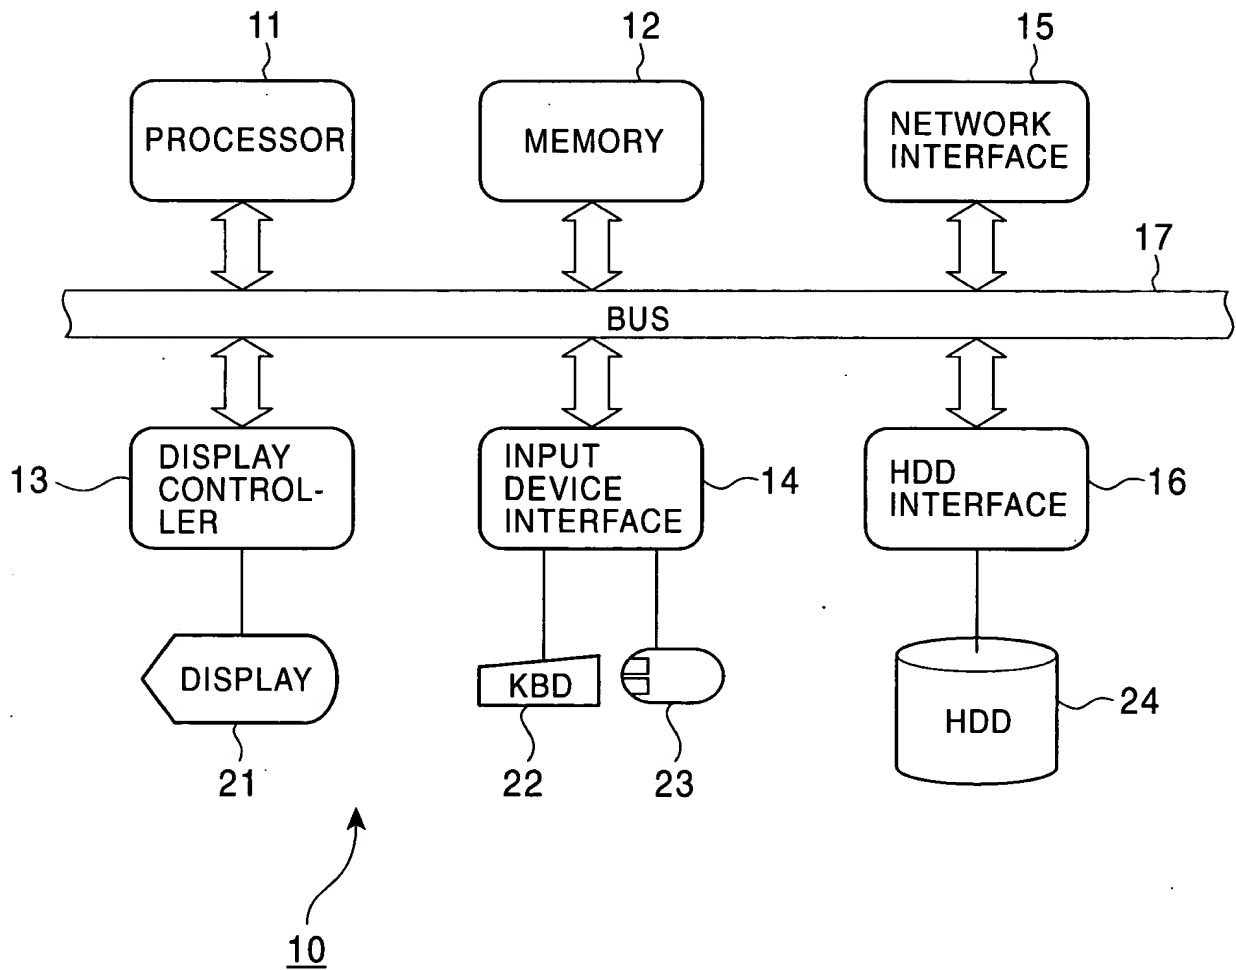 11
12
15
PROCESSOR
MEMORY
NETWORK
INTERFACE
17
BUS
13
DISPLAY
CONTROL-
LER
INPUT
DEVICE
INTERFACE
14
HDD
INTERFACE
16
DISPLAY
KBD
HDD
24
21
22
23
10